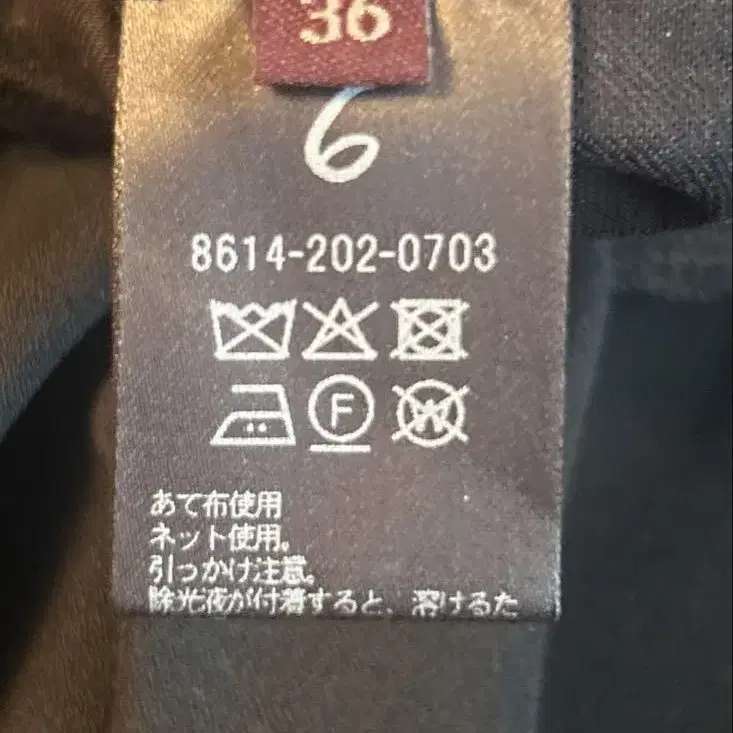 36
6
8614-202-0703
F
W
あて布使用
ネット使用。
引っかけ注意。
除光液が付着すると、溶けるた